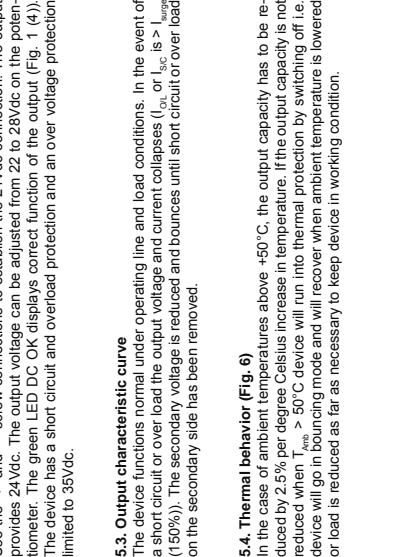 provides 24Vdc. The output voltage can be adjusted from 22 to 28Vdc on the poten-
tiometer. The green LED DC OK displays correct function of the output (Fig. 1 (4)).
The device has a short circuit and overload protection and an over voltage protection
limited to 35Vdc.
5.3. Output characteristic curve
The device functions normal under operating line and load conditions. In the event of
a short circuit or over load the output voltage and current collapses (I_O/L or I_S/C is > I_surge
(150%)). The secondary voltage is reduced and bounces until short circuit or over load
on the secondary side has been removed.
5.4. Thermal behavior (Fig. 6)
In the case of ambient temperatures above +50°C, the output capacity has to be re-
duced by 2.5% per degree Celsius increase in temperature. If the output capacity is not
reduced when T_Amb > 50°C device will run into thermal protection by switching off i.e.
device will go in bouncing mode and will recover when ambient temperature is lowered
or load is reduced as far as necessary to keep device in working condition.